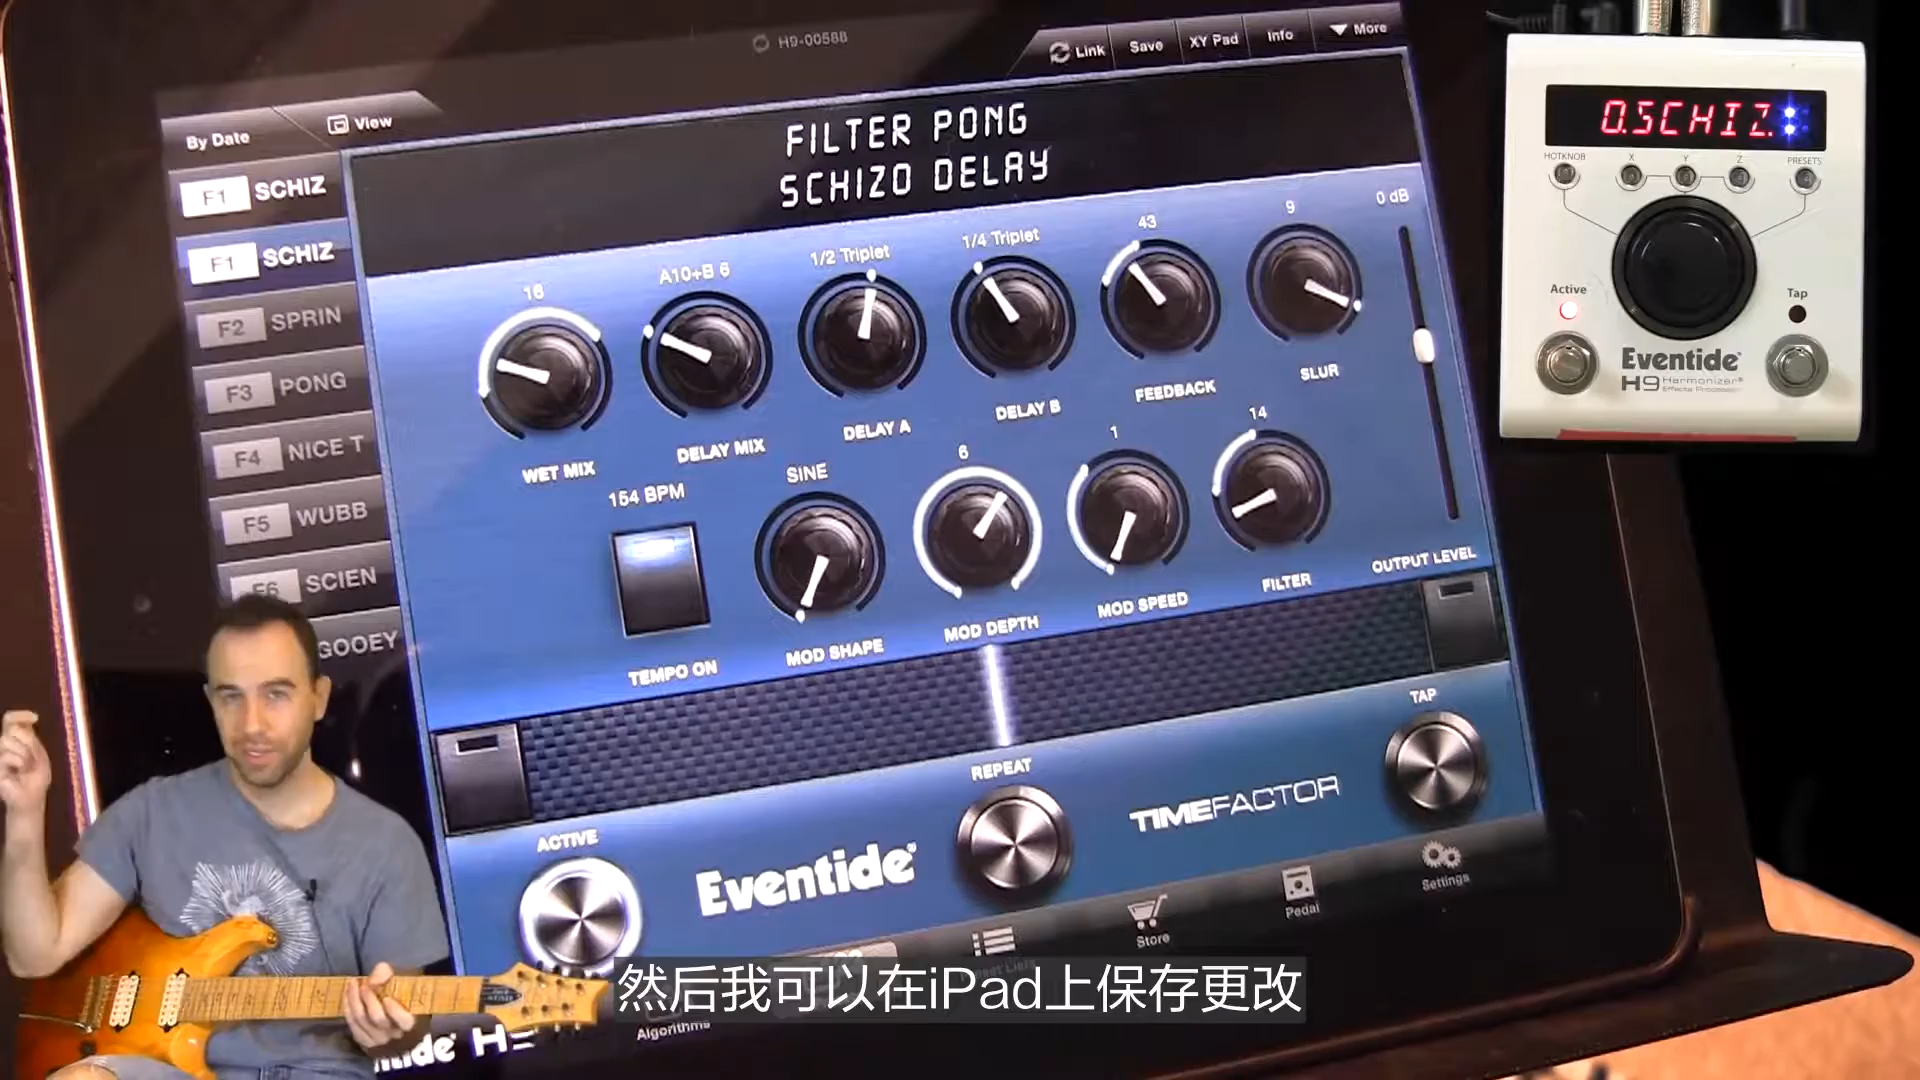 H9-00588
Link
Save
XY Pad
Info
More
By Date
View
FILTER PONG
SCHIZO DELAY
F1 SCHIZ
F1 SCHIZ
F2 SPRIN
F3 PONG
F4 NICE T
F5 WUBB
F6 SCIEN
GOOEY
16
WET MIX
A10+B 6
DELAY MIX
1/2 Triplet
DELAY A
1/4 Triplet
DELAY B
43
FEEDBACK
9
SLUR
0 dB
OUTPUT LEVEL
154 BPM
TEMPO ON
SINE
MOD SHAPE
6
MOD DEPTH
1
MOD SPEED
14
FILTER
ACTIVE
REPEAT
TAP
Eventide®
TIMEFACTOR
Algorithms
Store
Pedal
Settings
0.SCHIZ.
HOTKNOB
X
Y
Z
PRESETS
Active
Tap
Eventide®
H9 Harmonizer®
Effects Processor
然后我可以在iPad上保存更改